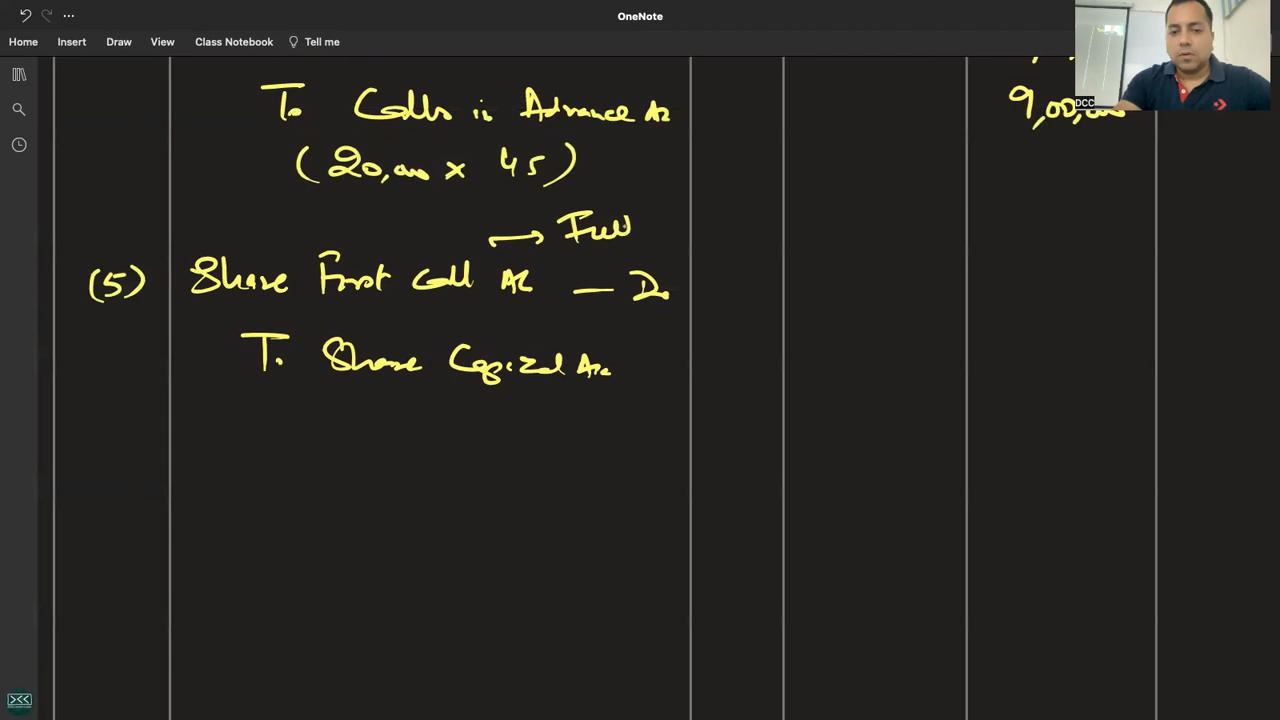 OneNote
Home Insert Draw View Class Notebook Tell me
DCC
To Calls in Advance A/c
9,00,000
(20,000 x 45)
Full
(5) Share First Call A/c — Dr
To Share Capital A/c